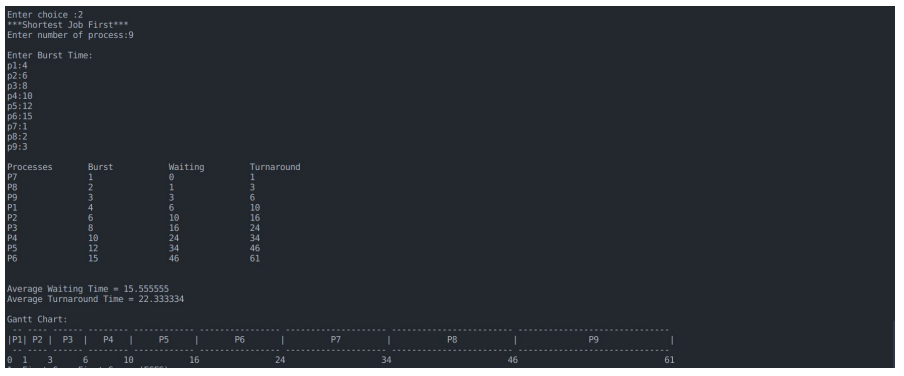 Enter choice :2
***Shortest Job First***
Enter number of process:9
Enter Burst Time:
p1:4
p2:6
p3:8
p4:10
p5:12
p6:15
p7:1
p8:2
p9:3
Processes Burst Waiting Turnaround
P7 1 0 1
P8 2 1 3
P9 3 3 6
P1 4 6 10
P2 6 10 16
P3 8 16 24
P4 10 24 34
P5 12 34 46
P6 15 46 61
Average Waiting Time = 15.555555
Average Turnaround Time = 22.333334
Gantt Chart:
|P1| P2 | P3 | P4 | P5 | P6 | P7 | P8 | P9 |
0 1 3 6 10 16 24 34 46 61